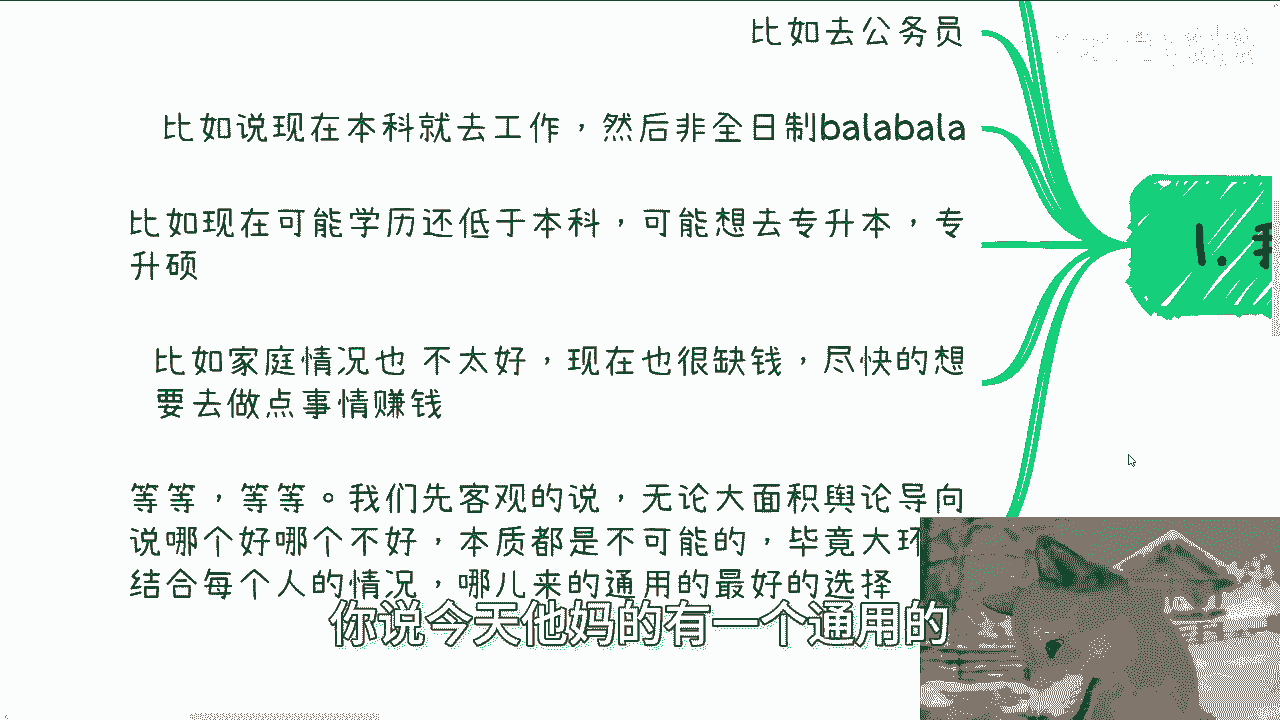 比如去公务员
比如说现在本科就去工作，然后非全日制balabala
比如现在可能学历还低于本科，可能想去专升本，专
升硕
1.
比如家庭情况也 不太好，现在也很缺钱，尽快的想
要去做点事情赚钱
等等，等等。我们先客观的说，无论大面积舆论导向
说哪个好哪个不好，本质都是不可能的，毕竟大环
结合每个人的情况，哪儿来的通用的最好的选择
你说今天他妈的有一个通用的